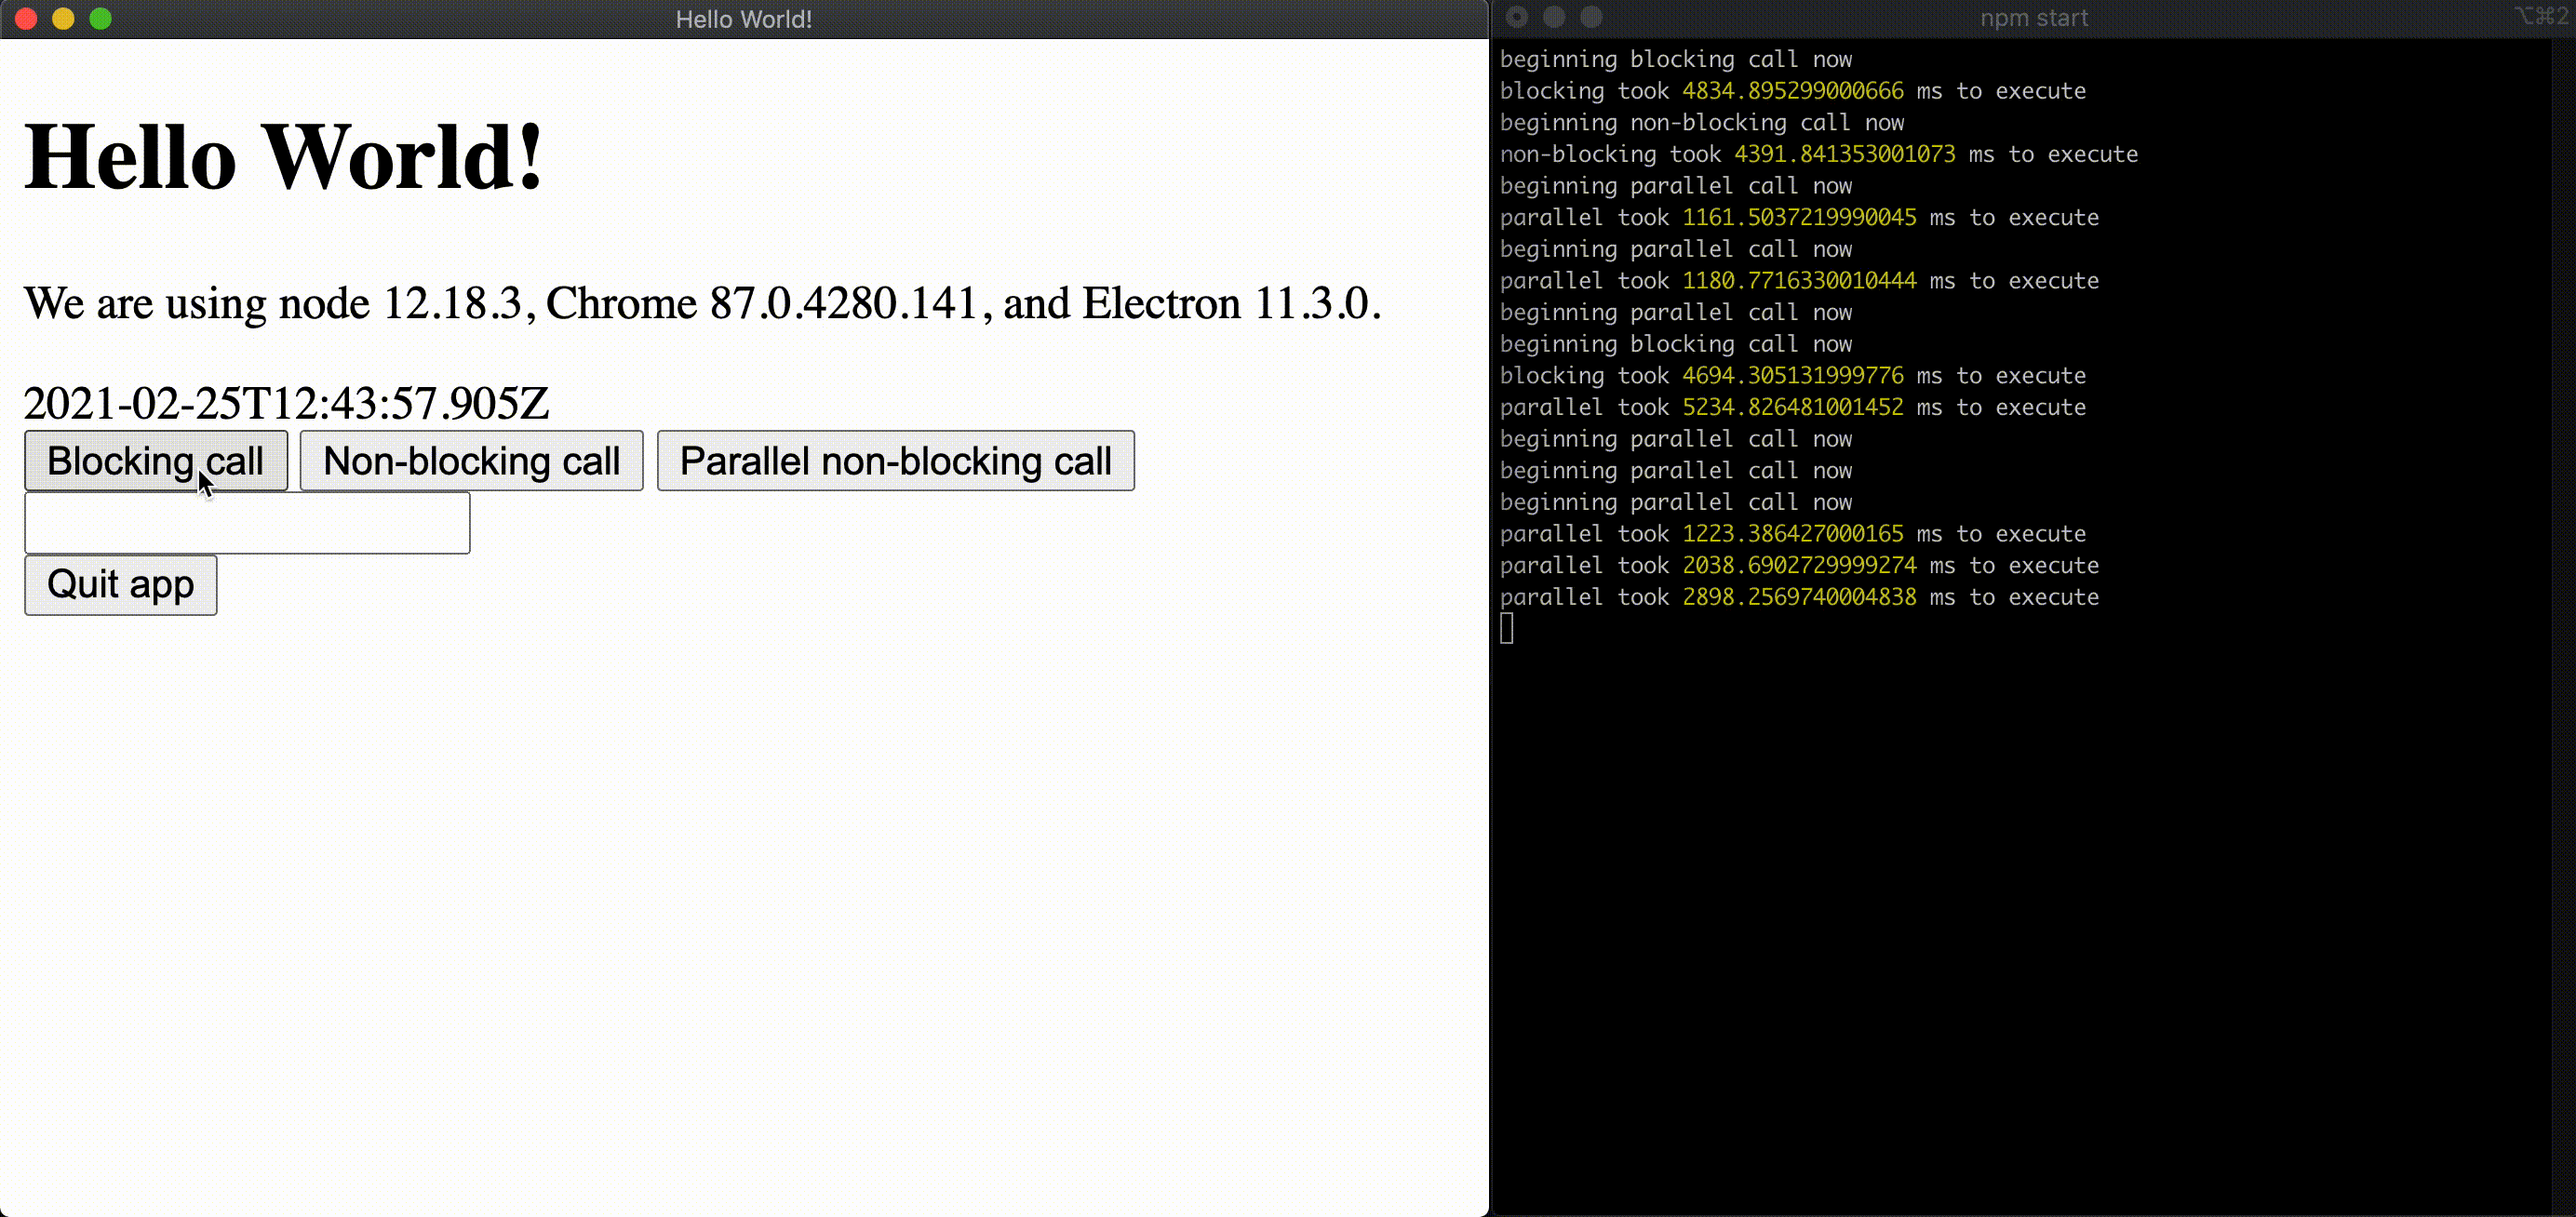 Hello World!
Hello World!
We are using node 12.18.3, Chrome 87.0.4280.141, and Electron 11.3.0.
2021-02-25T12:43:57.905Z
Blocking call Non-blocking call Parallel non-blocking call
Quit app
npm start ⌥⌘2
beginning blocking call now
blocking took 4834.895299000666 ms to execute
beginning non-blocking call now
non-blocking took 4391.841353001073 ms to execute
beginning parallel call now
parallel took 1161.5037219990045 ms to execute
beginning parallel call now
parallel took 1180.7716330010444 ms to execute
beginning parallel call now
beginning blocking call now
blocking took 4694.305131999776 ms to execute
parallel took 5234.826481001452 ms to execute
beginning parallel call now
beginning parallel call now
beginning parallel call now
parallel took 1223.386427000165 ms to execute
parallel took 2038.6902729999274 ms to execute
parallel took 2898.2569740004838 ms to execute